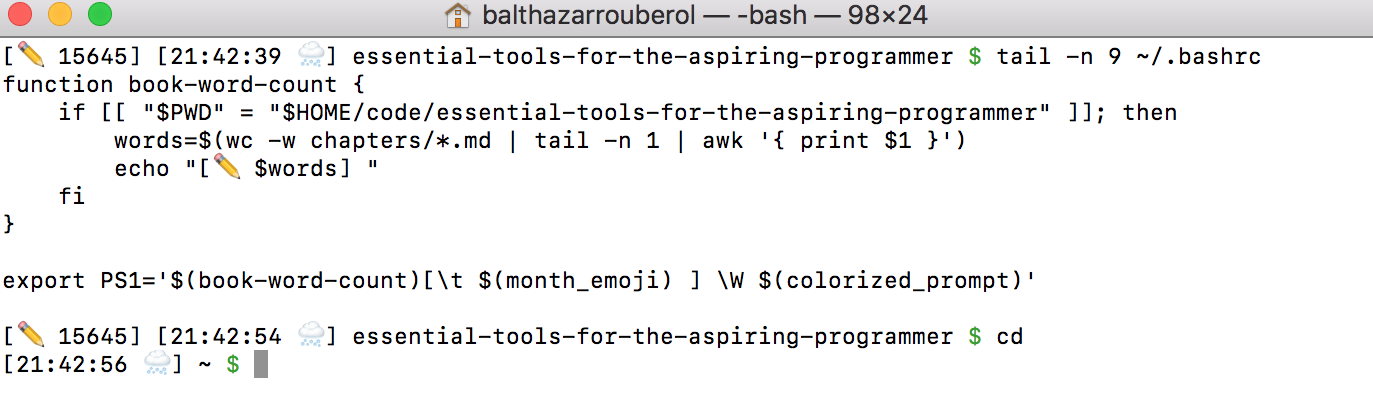 balthazarrouberol — -bash — 98×24
[✏️ 15645] [21:42:39 🌧] essential-tools-for-the-aspiring-programmer $ tail -n 9 ~/.bashrc
function book-word-count {
    if [[ "$PWD" = "$HOME/code/essential-tools-for-the-aspiring-programmer" ]]; then
        words=$(wc -w chapters/*.md | tail -n 1 | awk '{ print $1 }')
        echo "[✏️ $words] "
    fi
}
export PS1='$(book-word-count)[\t $(month_emoji) ] \W $(colorized_prompt)'
[✏️ 15645] [21:42:54 🌧] essential-tools-for-the-aspiring-programmer $ cd
[21:42:56 🌧] ~ $